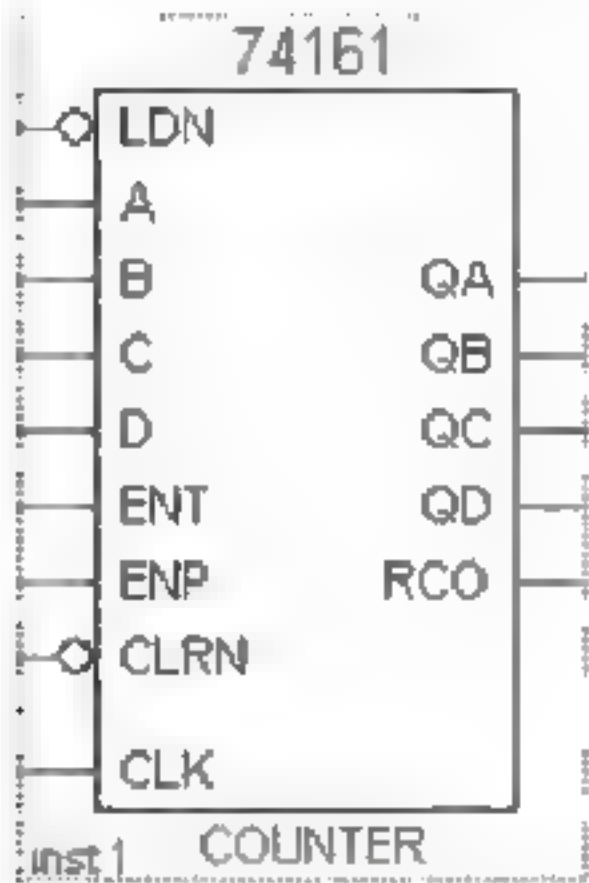 74161
LDN
A
B QA
C QB
D QC
ENT QD
ENP RCO
CLRN
CLK
inst1 COUNTER